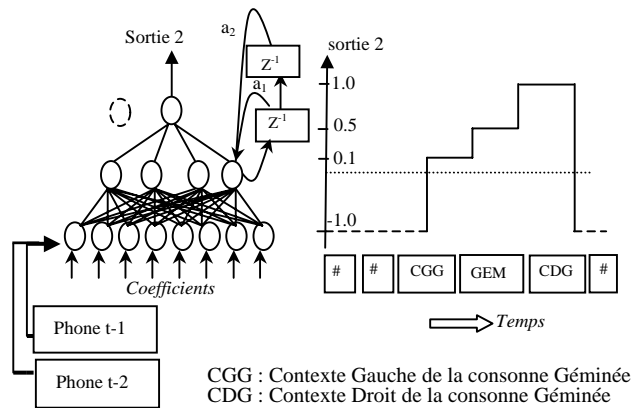 Sortie 2
a2
Z-1
a1
Z-1
Coefficients
Phone t-1
Phone t-2
sortie 2
1.0
0.5
0.1
-1.0
# # CGG GEM CDG #
Temps
CGG : Contexte Gauche de la consonne Géminée
CDG : Contexte Droit de la consonne Géminée